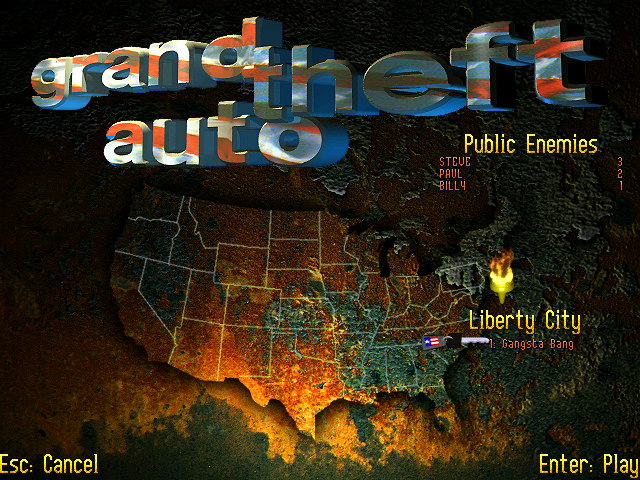 grand theft
auto
Public Enemies
STEVE 3
PAUL 2
BILLY 1
Liberty City
1: Gangsta Bang
Esc: Cancel
Enter: Play